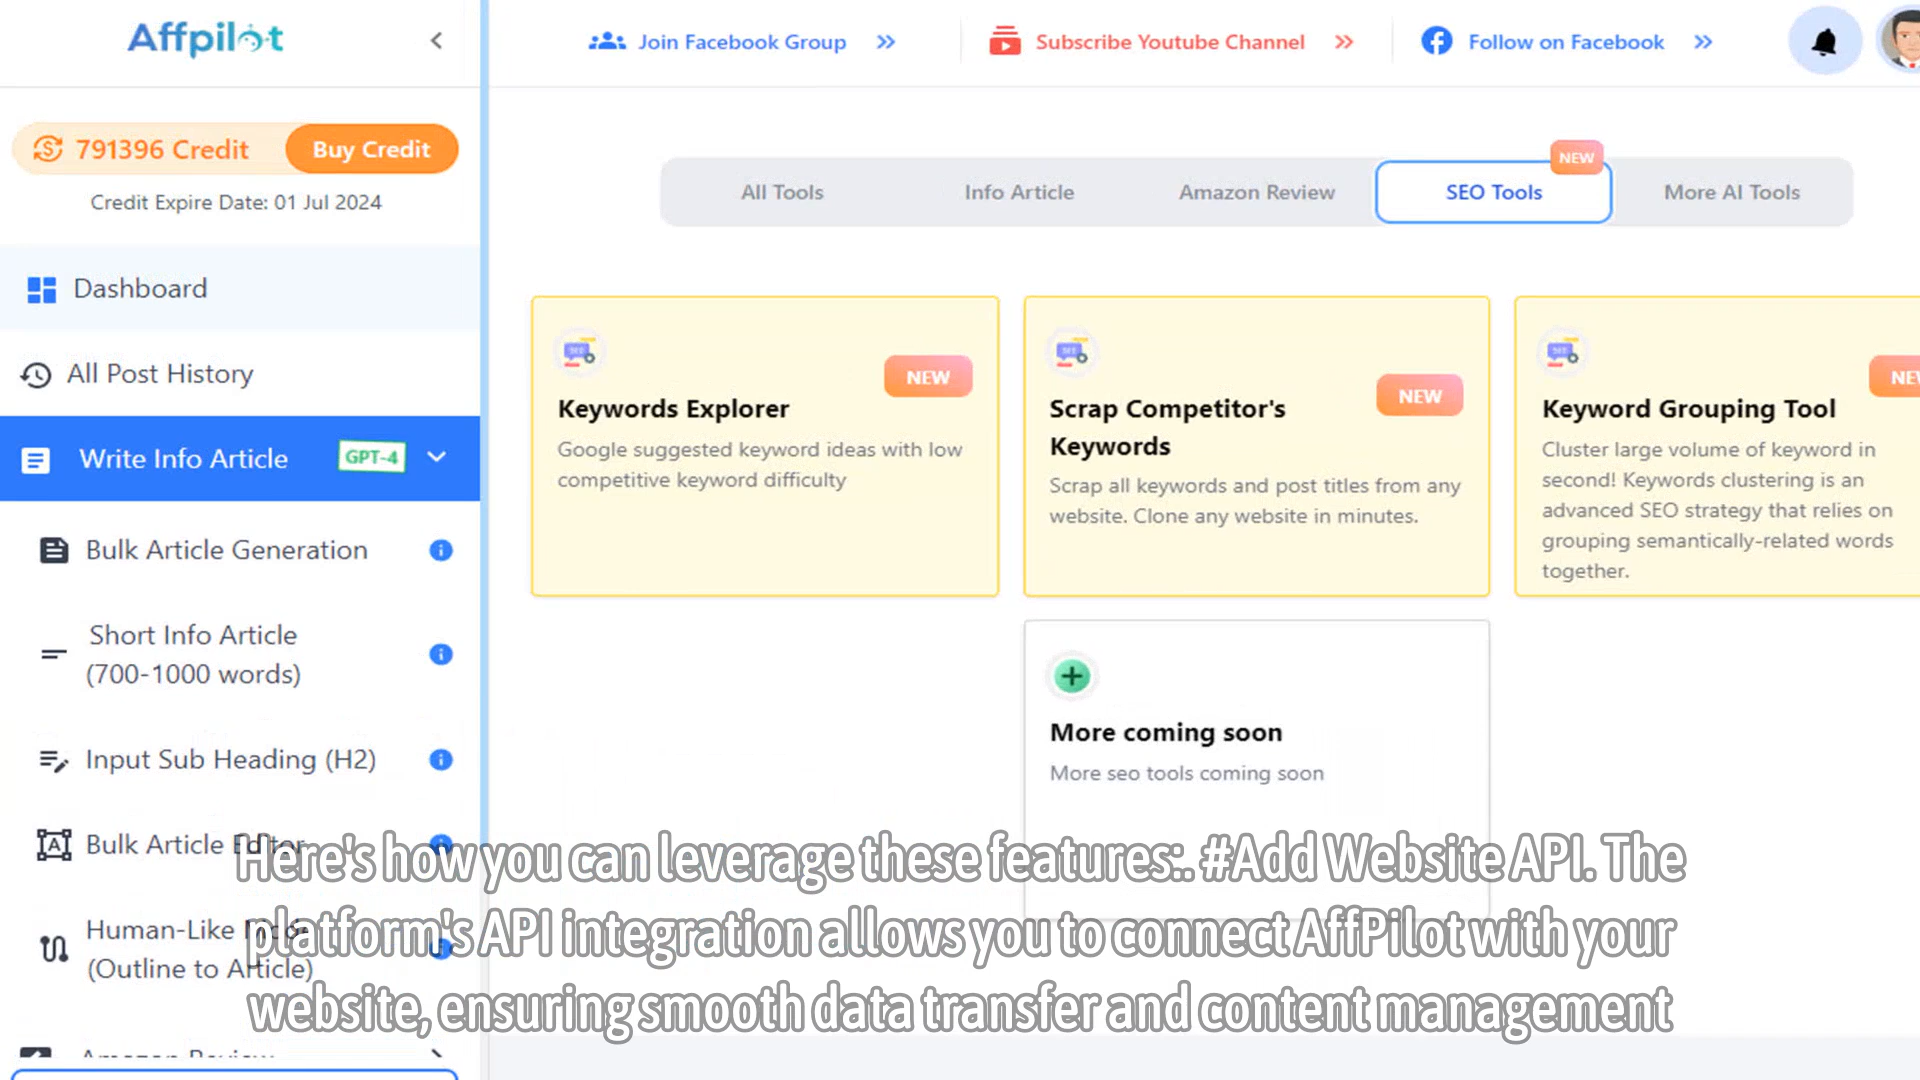 Affpilot
Join Facebook Group
Subscribe Youtube Channel
Follow on Facebook
791396 Credit
Buy Credit
Credit Expire Date: 01 Jul 2024
Dashboard
All Post History
Write Info Article
GPT-4
Bulk Article Generation
Short Info Article
(700-1000 words)
Input Sub Heading (H2)
Bulk Article Editor
Human-Like
(Outline to Article)
Amazon Review
All Tools
Info Article
Amazon Review
SEO Tools
NEW
More AI Tools
NEW
Keywords Explorer
Google suggested keyword ideas with low
competitive keyword difficulty
NEW
Scrap Competitor's
Keywords
Scrap all keywords and post titles from any
website. Clone any website in minutes.
Keyword Grouping Tool
Cluster large volume of keyword in
second! Keywords clustering is an
advanced SEO strategy that relies on
grouping semantically-related words
together.
More coming soon
More seo tools coming soon
Here's how you can leverage these features:. #Add Website API. The
platform's API integration allows you to connect AffPilot with your
website, ensuring smooth data transfer and content management